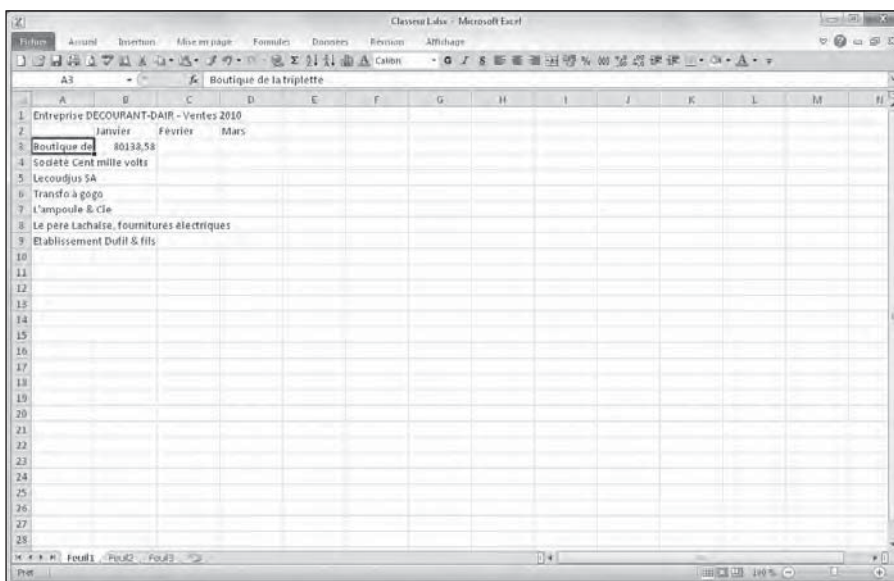 Classeur1.xlsx - Microsoft Excel
Fichier Accueil Insertion Mise en page Formules Données Révision Affichage
Calibri G I S % 000
A3 fx Boutique de la triplette
A B C D E F G H I J K L M N
1 Entreprise DECOURANT-DAIR - Ventes 2010
2 Janvier Février Mars
3 Boutique de 80138,58
4 Société Cent mille volts
5 Lecoudjus SA
6 Transfo à gogo
7 L'ampoule & Cie
8 Le père Lachaise, fournitures électriques
9 Etablissement Dufil & fils
10
11
12
13
14
15
16
17
18
19
20
21
22
23
24
25
26
27
28
Feuil1 Feuil2 Feuil3
Prêt 100 %